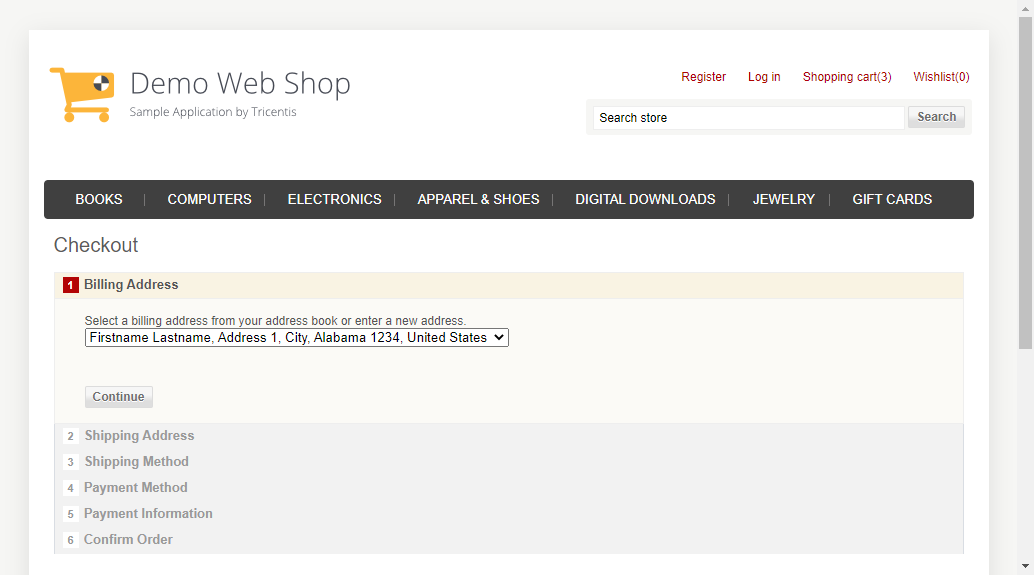 Demo Web Shop
Sample Application by Tricentis
Register Log in Shopping cart(3) Wishlist(0)
Search store Search
BOOKS COMPUTERS ELECTRONICS APPAREL & SHOES DIGITAL DOWNLOADS JEWELRY GIFT CARDS
Checkout
1 Billing Address
Select a billing address from your address book or enter a new address.
Firstname Lastname, Address 1, City, Alabama 1234, United States
Continue
2 Shipping Address
3 Shipping Method
4 Payment Method
5 Payment Information
6 Confirm Order